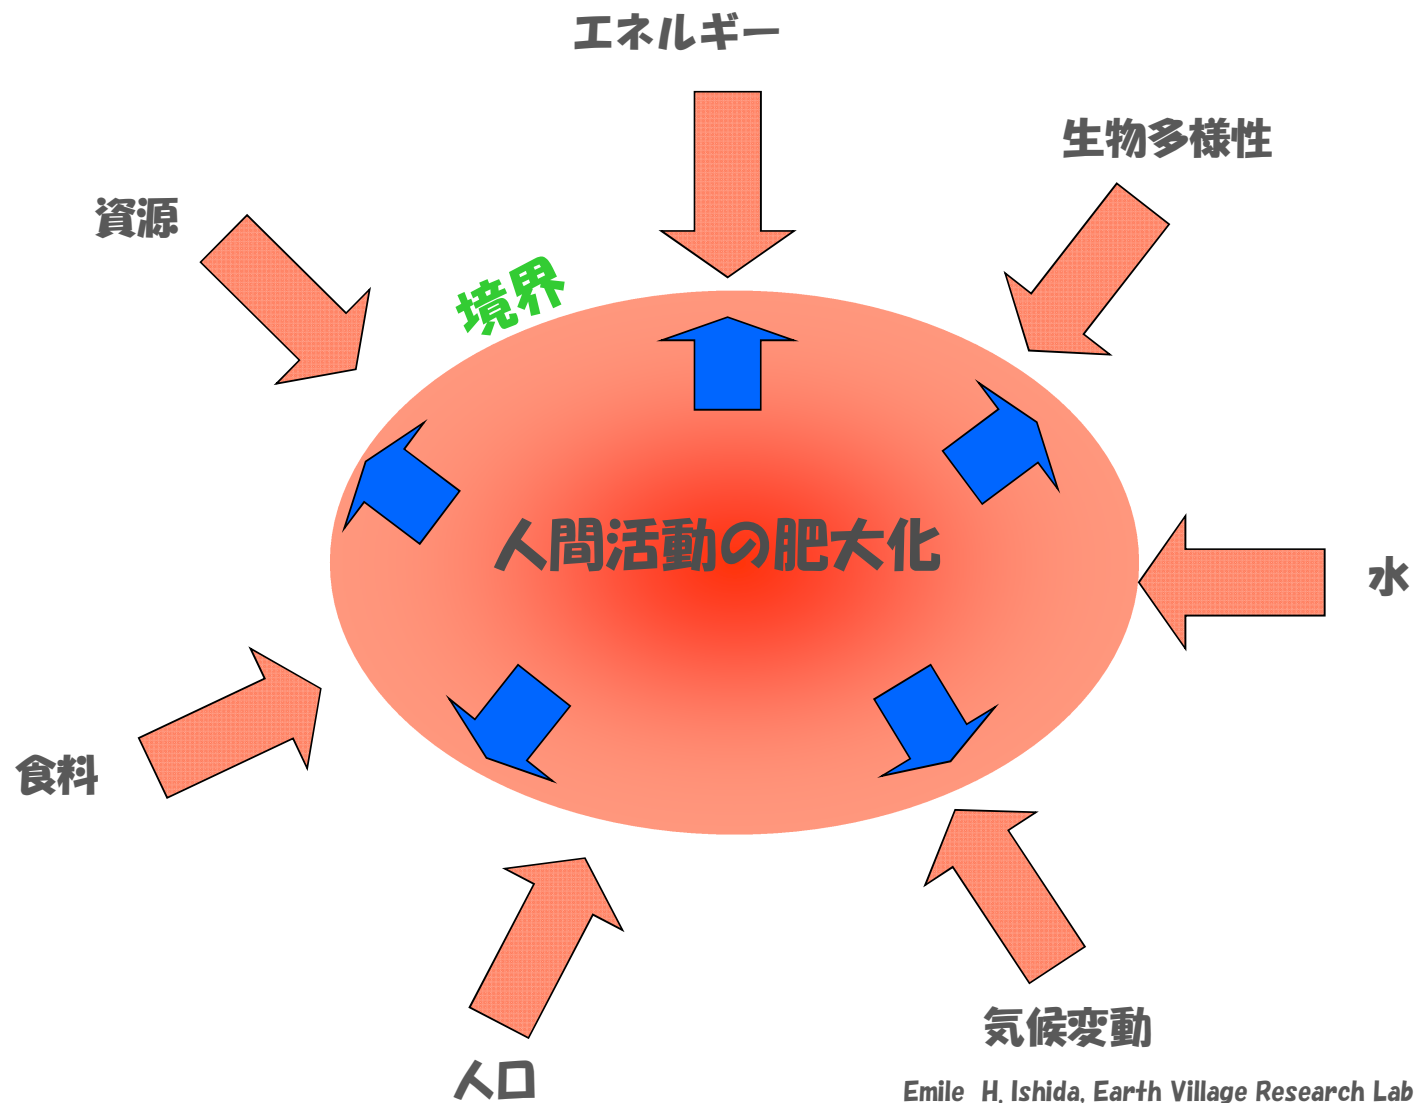 エネルギー
生物多様性
資源
境界
人間活動の肥大化
水
食料
気候変動
人口
Emile H. Ishida, Earth Village Research Lab